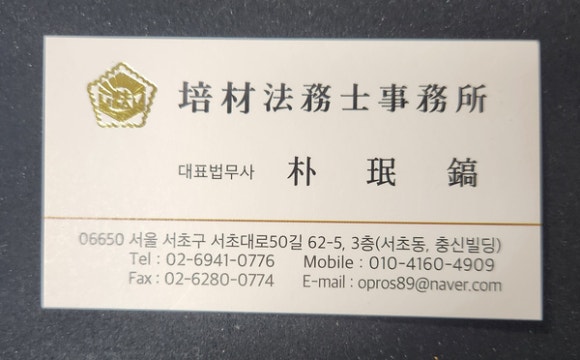 培材法務士事務所
대표법무사 朴 珉 鎬
06650 서울 서초구 서초대로50길 62-5, 3층(서초동, 충신빌딩)
Tel : 02-6941-0776 Mobile : 010-4160-4909
Fax : 02-6280-0774 E-mail : opros89@naver.com